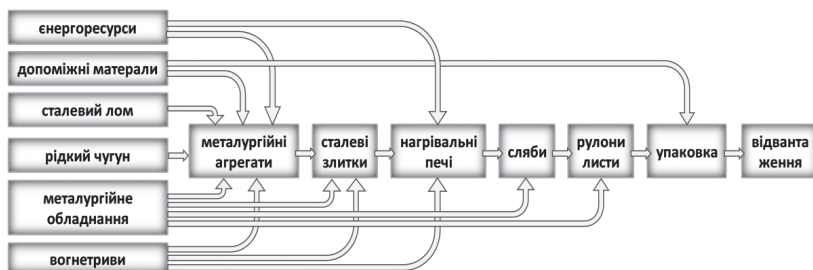 єнергоресурси
допоміжні матерали
сталевий лом
рідкий чугун
металургійне
обладнання
вогнетриви
металургійні
агрегати
сталеві
злитки
нагрівальні
печі
сляби
рулони
листи
упаковка
відванта
ження